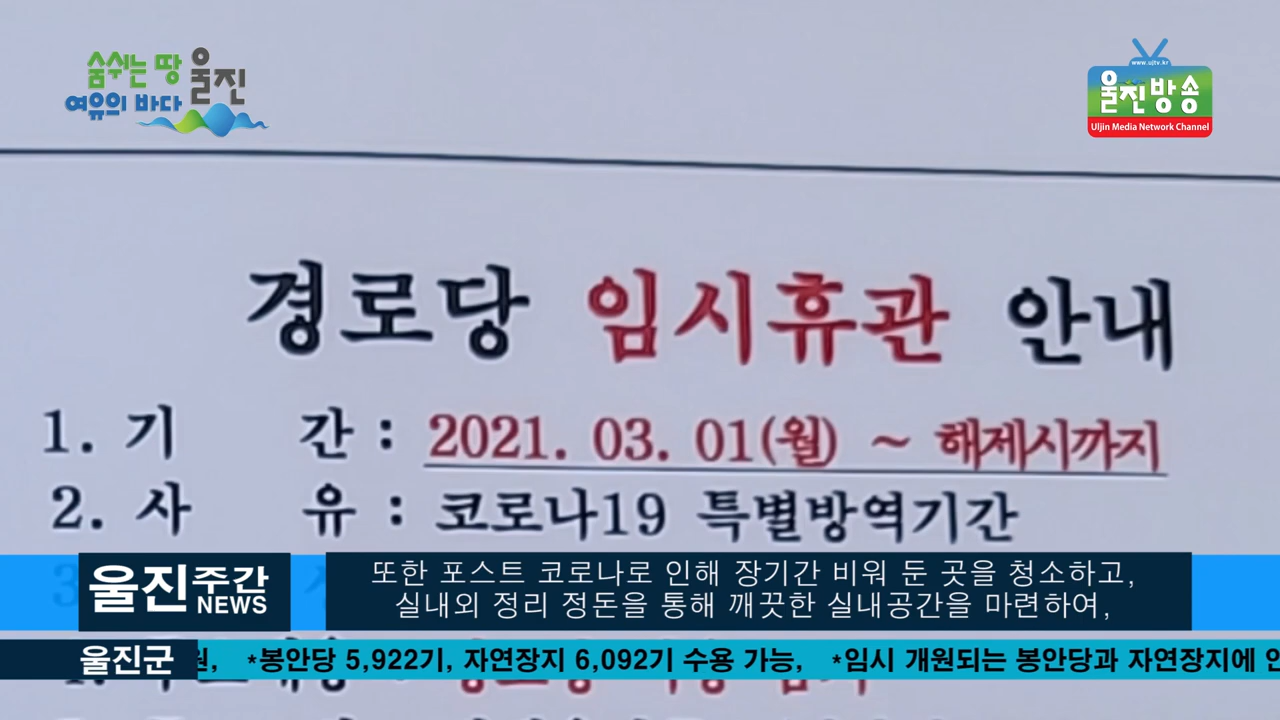 숨쉬는 땅 울진
여유의 바다
www.ujtv.kr
울진방송
Uljin Media Network Channel
경로당 임시휴관 안내
1. 기 간 : 2021. 03. 01(월) ~ 해제시까지
2. 사 유 : 코로나19 특별방역기간
울진주간
NEWS
또한 포스트 코로나로 인해 장기간 비워 둔 곳을 청소하고,
실내외 정리 정돈을 통해 깨끗한 실내공간을 마련하여,
울진군
*봉안당 5,922기, 자연장지 6,092기 수용 가능, *임시 개원되는 봉안당과 자연장지에